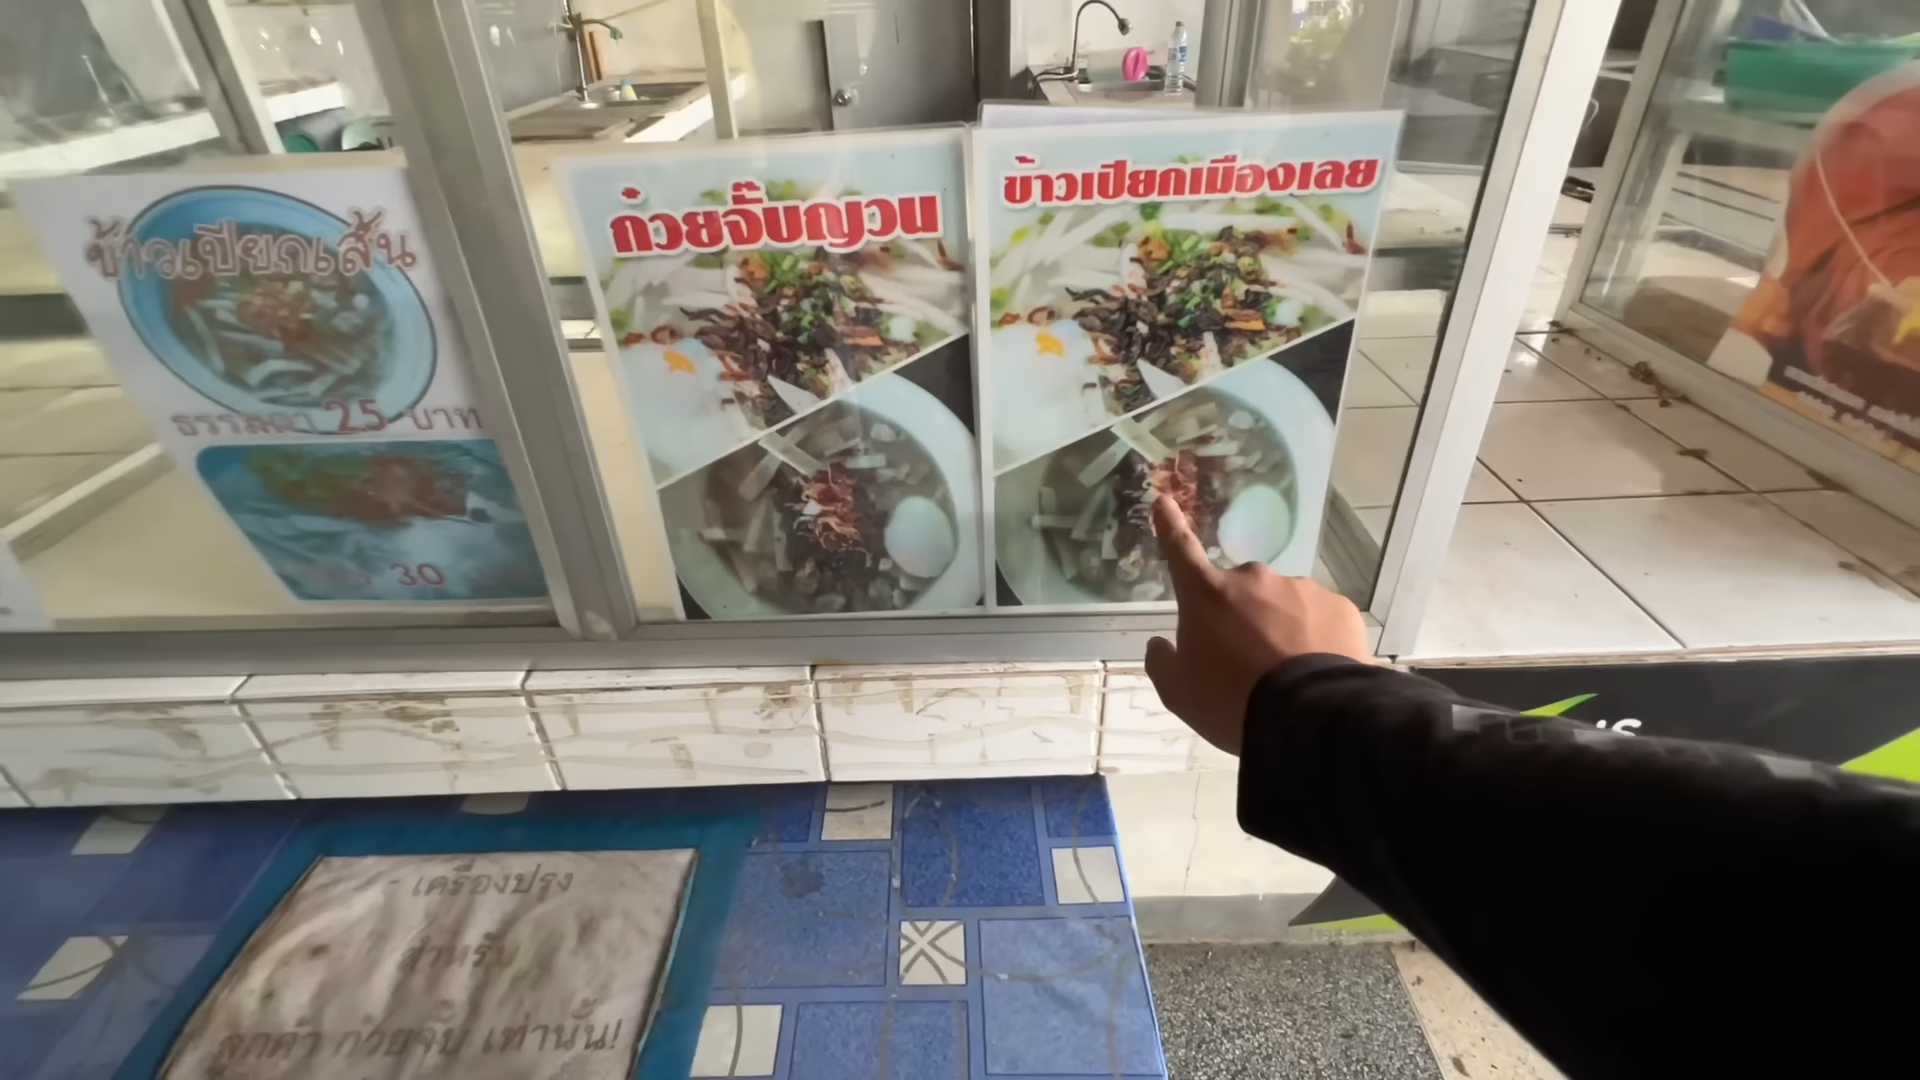 ข้าวเปียกเส้น
ธรรมดา 25 บาท
30
ก๋วยจั๊บญวน
ข้าวเปียกเมืองเลย
เครื่องปรุง
สำหรับ
ลูกค้า ก๋วยจั๊บ เท่านั้น!